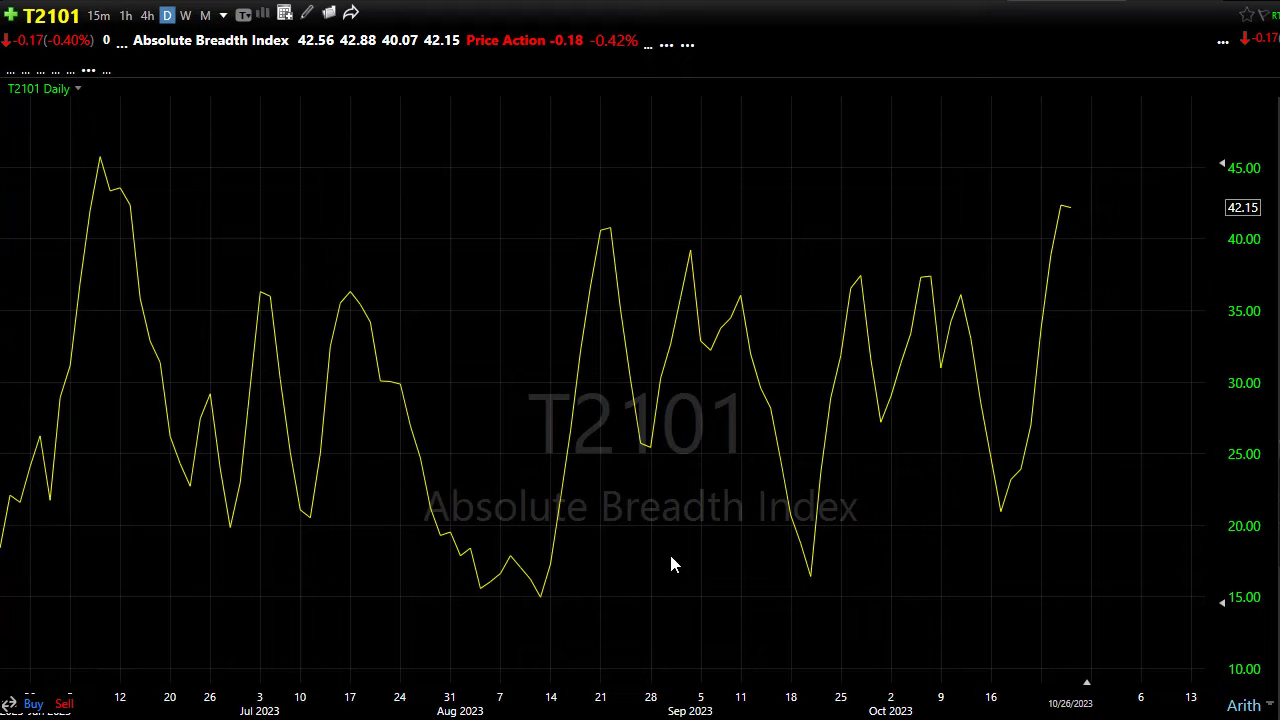 T2101 15m 1h 4h D W M T
-0.17(-0.40%) 0 ... Absolute Breadth Index 42.56 42.88 40.07 42.15 Price Action -0.18 -0.42% ... ... ... ... -0.17
... ... ... ... ... ... ...
T2101 Daily
45.00
42.15
40.00
35.00
30.00
T2101
25.00
Absolute Breadth Index
20.00
15.00
10.00
12 20 26 3 10 17 24 31 7 14 21 28 5 11 18 25 2 9 16 10/26/2023 6 13
Buy Sell Jul 2023 Aug 2023 Sep 2023 Oct 2023 Arith